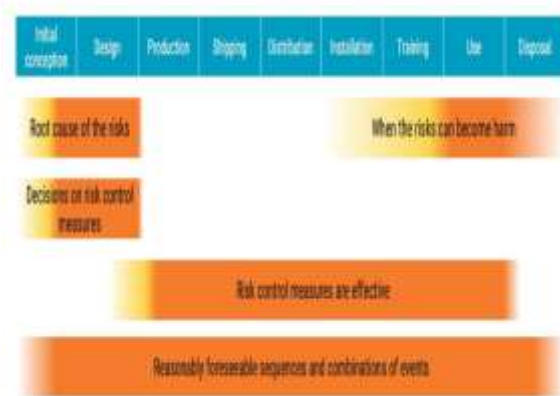 Initial
conception
Design
Production
Shipping
Distribution
Installation
Training
Use
Disposal
Root cause of the risks
When the risks can become harm
Decisions on risk control
measures
Risk control measures are effective
Reasonably foreseeable sequences and combinations of events